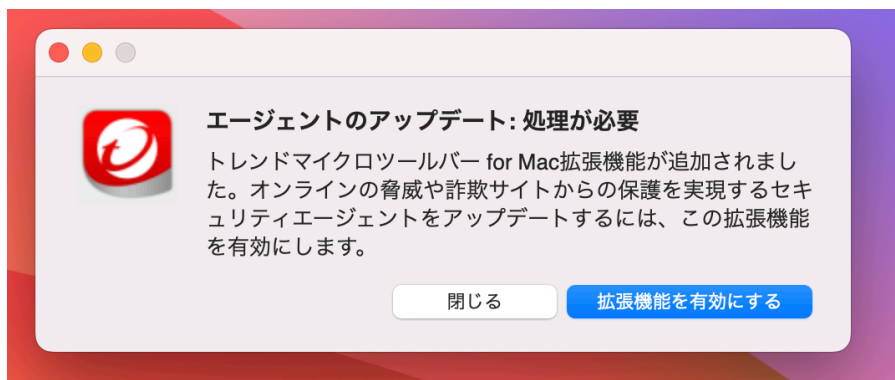 エージェントのアップデート: 処理が必要
トレンドマイクロツールバー for Mac拡張機能が追加されまし
た。オンラインの脅威や詐欺サイトからの保護を実現するセキ
ュリティエージェントをアップデートするには、この拡張機能
を有効にします。
閉じる
拡張機能を有効にする